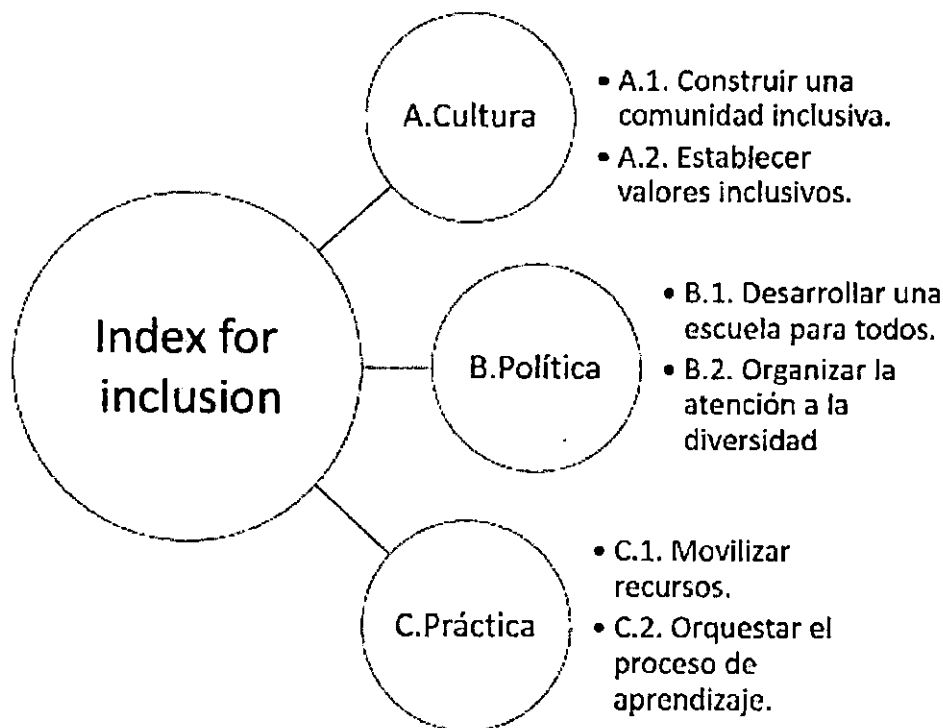 A.Cultura
• A.1. Construir una
comunidad inclusiva.
• A.2. Establecer
valores inclusivos.
Index for
inclusion
B.Política
• B.1. Desarrollar una
escuela para todos.
• B.2. Organizar la
atención a la
diversidad
C.Práctica
• C.1. Movilizar
recursos.
• C.2. Orquestar el
proceso de
aprendizaje.